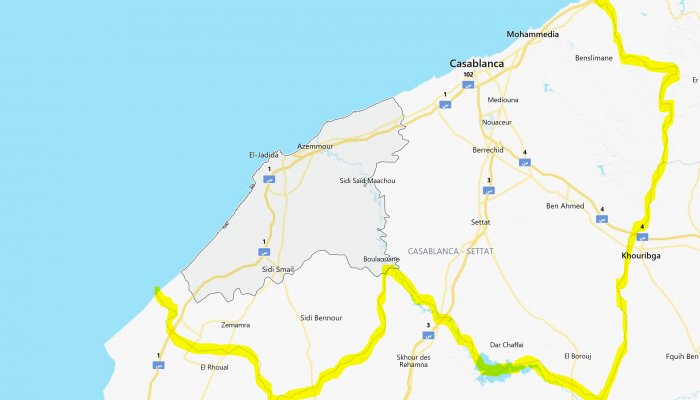 Mohammedia
Benslimane
Casablanca
102
س
Er
1
س
Mediouna
Nouaceur
Azemmour
El-Jadida
Berrechid
4
س
1
س
Sidi Said Maachou
3
س
Ben Ahmed
4
س
Settat
4
س
1
س
CASABLANCA - SETTAT
Khouribga
Boulaouane
Sidi Smail
Sidi Bennour
Zemamra
3
س
Dar Chaffai
1
س
Skhour des
Rehamna
El Borouj
Fquih Ben
El Rhoual